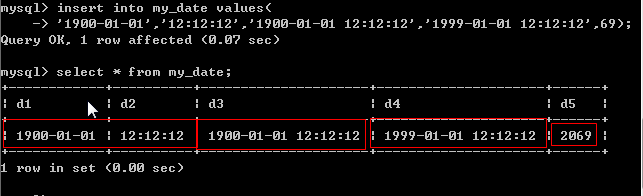 mysql> insert into my_date values(
    -> '1900-01-01','12:12:12','1900-01-01 12:12:12','1999-01-01 12:12:12',69);
Query OK, 1 row affected (0.07 sec)
mysql> select * from my_date;
+------------+----------+---------------------+---------------------+------+
| d1         | d2       | d3                  | d4                  | d5   |
+------------+----------+---------------------+---------------------+------+
| 1900-01-01 | 12:12:12 | 1900-01-01 12:12:12 | 1999-01-01 12:12:12 | 2069 |
+------------+----------+---------------------+---------------------+------+
1 row in set (0.00 sec)